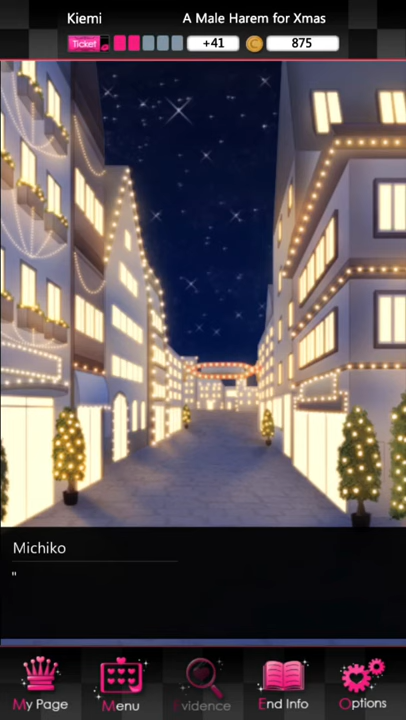 Kiemi
A Male Harem for Xmas
Ticket
+41
C
875
Michiko
"
My Page
Menu
Evidence
End Info
Options